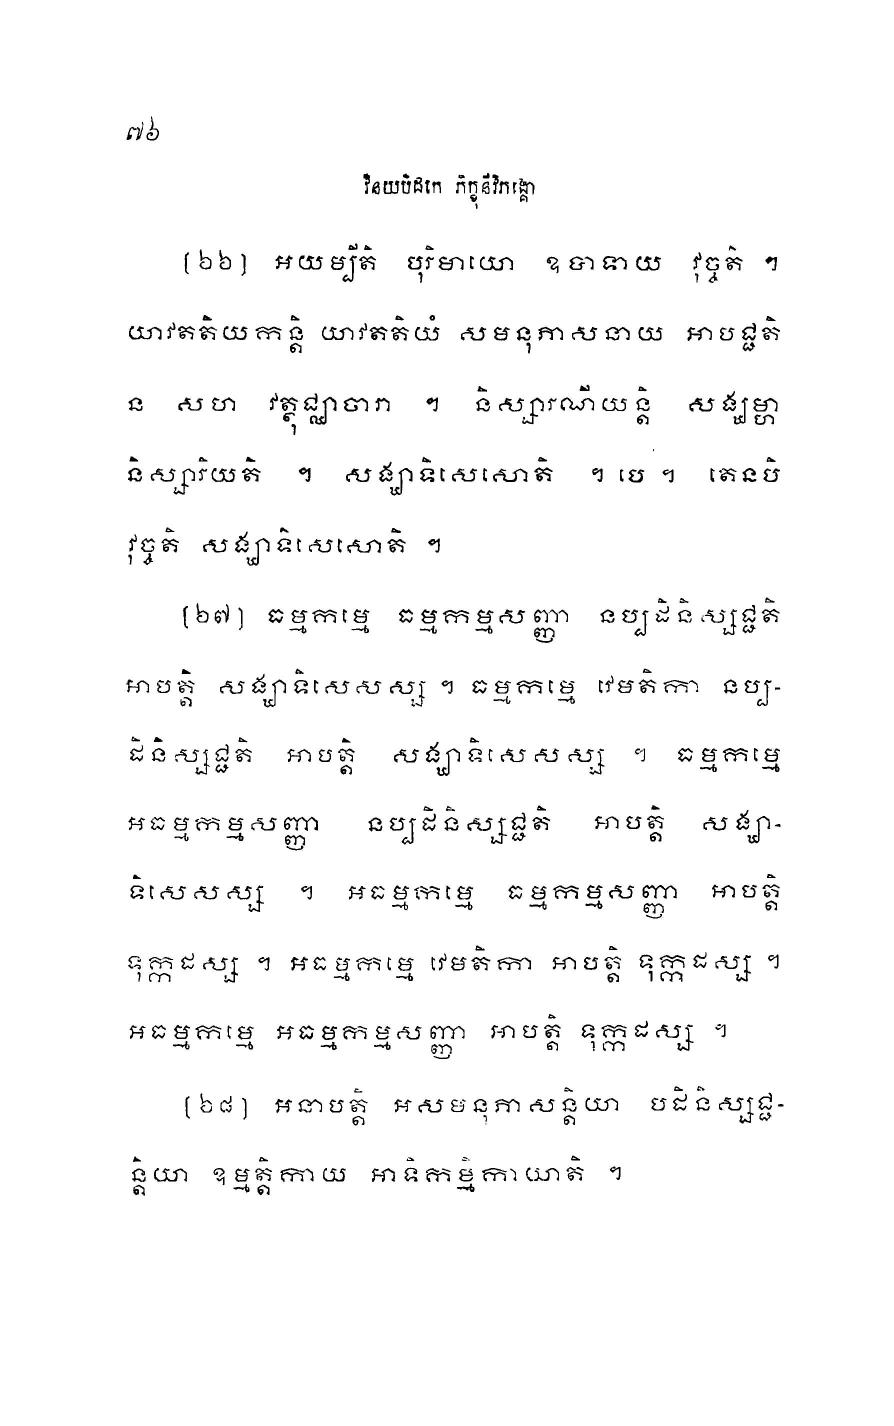 ៧៦
វិនយបិដកេ ភិក្ខុនីវិភង្គោ
(៦៦) អយម្បីតិ បុរិមាយោ ឧបាទាយ វុច្ចតិ ។
យាវតតិយកន្តិ យាវតតិយំ សមនុភាសនាយ អាបជ្ជតិ
ន សហ វត្ថុជ្ឈាចារា ។ និស្សារណីយន្តិ សង្ឃម្ហា
និស្សារិយតិ ។ សង្ឃាទិសេសោតិ ។ បេ ។ តេនបិ
វុច្ចតិ សង្ឃាទិសេសោតិ ។
(៦៧) ធម្មកម្មេ ធម្មកម្មសញ្ញា នប្បដិនិស្សជ្ជតិ
អាបត្តិ សង្ឃាទិសេសស្ស ។ ធម្មកម្មេ វេមតិកា នប្ប-
ដិនិស្សជ្ជតិ អាបត្តិ សង្ឃាទិសេសស្ស ។ ធម្មកម្មេ
អធម្មកម្មសញ្ញា នប្បដិនិស្សជ្ជតិ អាបត្តិ សង្ឃា-
ទិសេសស្ស ។ អធម្មកម្មេ ធម្មកម្មសញ្ញា អាបត្តិ
ទុក្កដស្ស ។ អធម្មកម្មេ វេមតិកា អាបត្តិ ទុក្កដស្ស ។
អធម្មកម្មេ អធម្មកម្មសញ្ញា អាបត្តិ ទុក្កដស្ស ។
(៦៨) អនាបត្តិ អសមនុភាសន្តិយា បដិនិស្សជ្ជ-
ន្តិយា ឧម្មត្តិកាយ អាទិកម្មិកាយាតិ ។